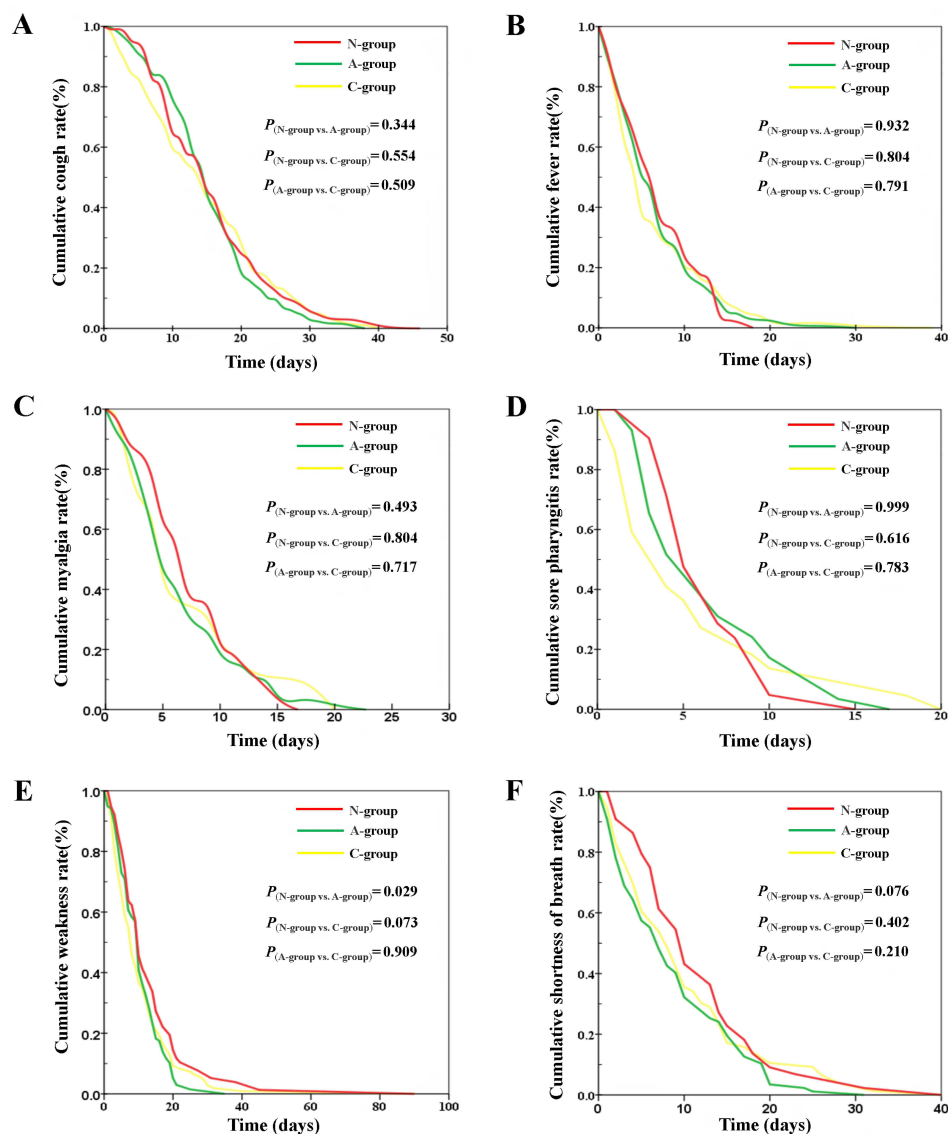 A
Cumulative cough rate(%)
1.0
0.8
0.6
0.4
0.2
0.0
0 10 20 30 40 50
Time (days)
N-group
A-group
C-group
P(N-group vs. A-group)=0.344
P(N-group vs. C-group)=0.554
P(A-group vs. C-group)=0.509
B
Cumulative fever rate(%)
1.0
0.8
0.6
0.4
0.2
0.0
0 10 20 30 40
Time (days)
N-group
A-group
C-group
P(N-group vs. A-group)=0.932
P(N-group vs. C-group)=0.804
P(A-group vs. C-group)=0.791
C
Cumulative myalgia rate(%)
1.0
0.8
0.6
0.4
0.2
0.0
0 5 10 15 20 25 30
Time (days)
N-group
A-group
C-group
P(N-group vs. A-group)=0.493
P(N-group vs. C-group)=0.804
P(A-group vs. C-group)=0.717
D
Cumulative sore pharyngitis rate(%)
1.0
0.8
0.6
0.4
0.2
0.0
0 5 10 15 20
Time (days)
N-group
A-group
C-group
P(N-group vs. A-group)=0.999
P(N-group vs. C-group)=0.616
P(A-group vs. C-group)=0.783
E
Cumulative weakness rate(%)
1.0
0.8
0.6
0.4
0.2
0.0
0 20 40 60 80 100
Time (days)
N-group
A-group
C-group
P(N-group vs. A-group)=0.029
P(N-group vs. C-group)=0.073
P(A-group vs. C-group)=0.909
F
Cumulative shortness of breath rate(%)
1.0
0.8
0.6
0.4
0.2
0.0
0 10 20 30 40
Time (days)
N-group
A-group
C-group
P(N-group vs. A-group)=0.076
P(N-group vs. C-group)=0.402
P(A-group vs. C-group)=0.210